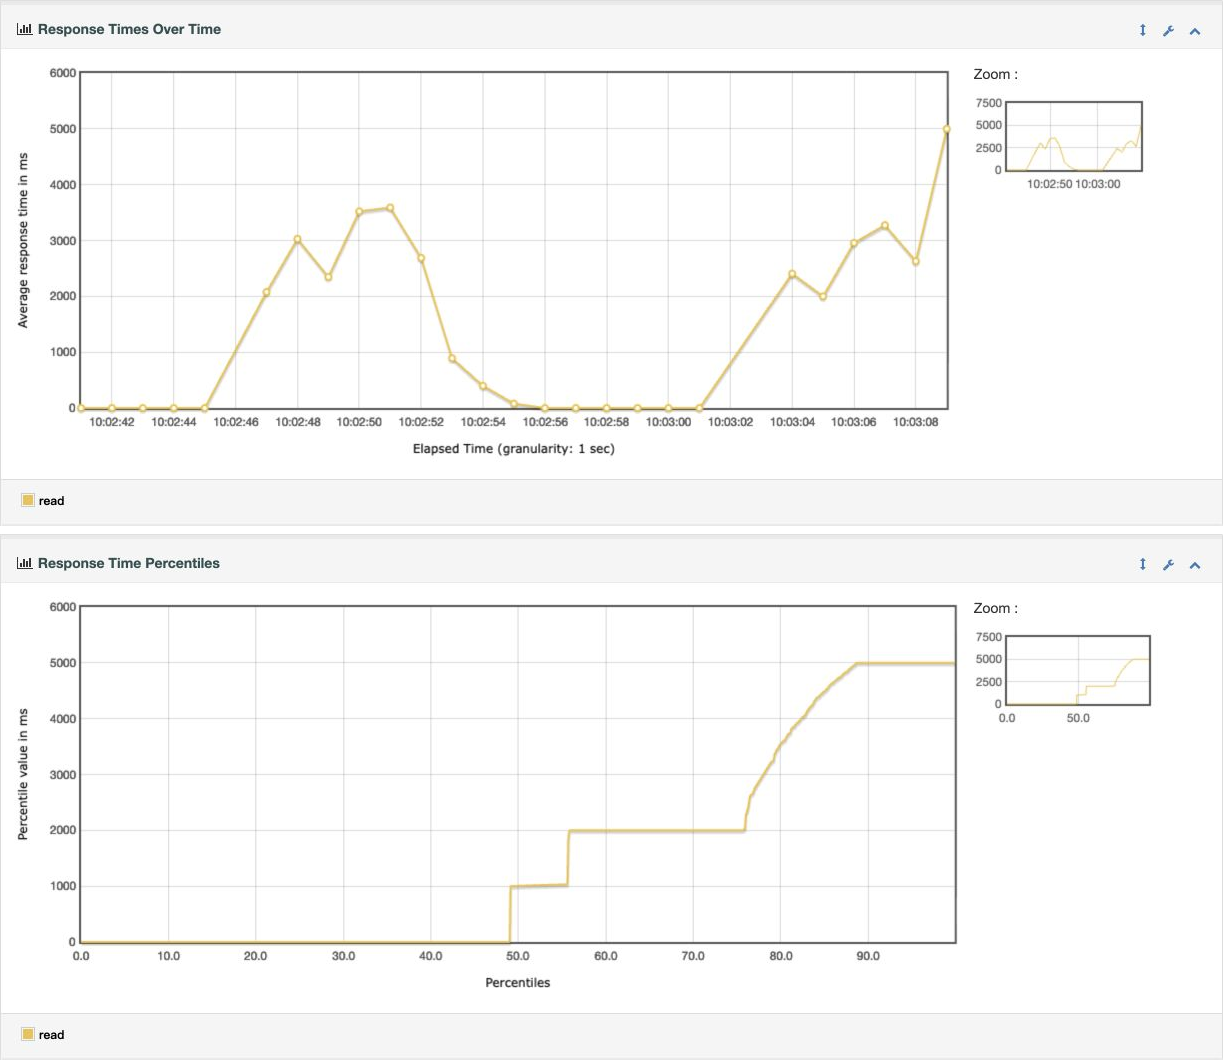 Response Times Over Time
Zoom :
6000
5000
4000
3000
2000
1000
0
Average response time in ms
10:02:42 10:02:44 10:02:46 10:02:48 10:02:50 10:02:52 10:02:54 10:02:56 10:02:58 10:03:00 10:03:02 10:03:04 10:03:06 10:03:08
Elapsed Time (granularity: 1 sec)
7500
5000
2500
0
10:02:50 10:03:00
read
Response Time Percentiles
Zoom :
6000
5000
4000
3000
2000
1000
0
Percentile value in ms
0.0 10.0 20.0 30.0 40.0 50.0 60.0 70.0 80.0 90.0
Percentiles
7500
5000
2500
0
0.0 50.0
read